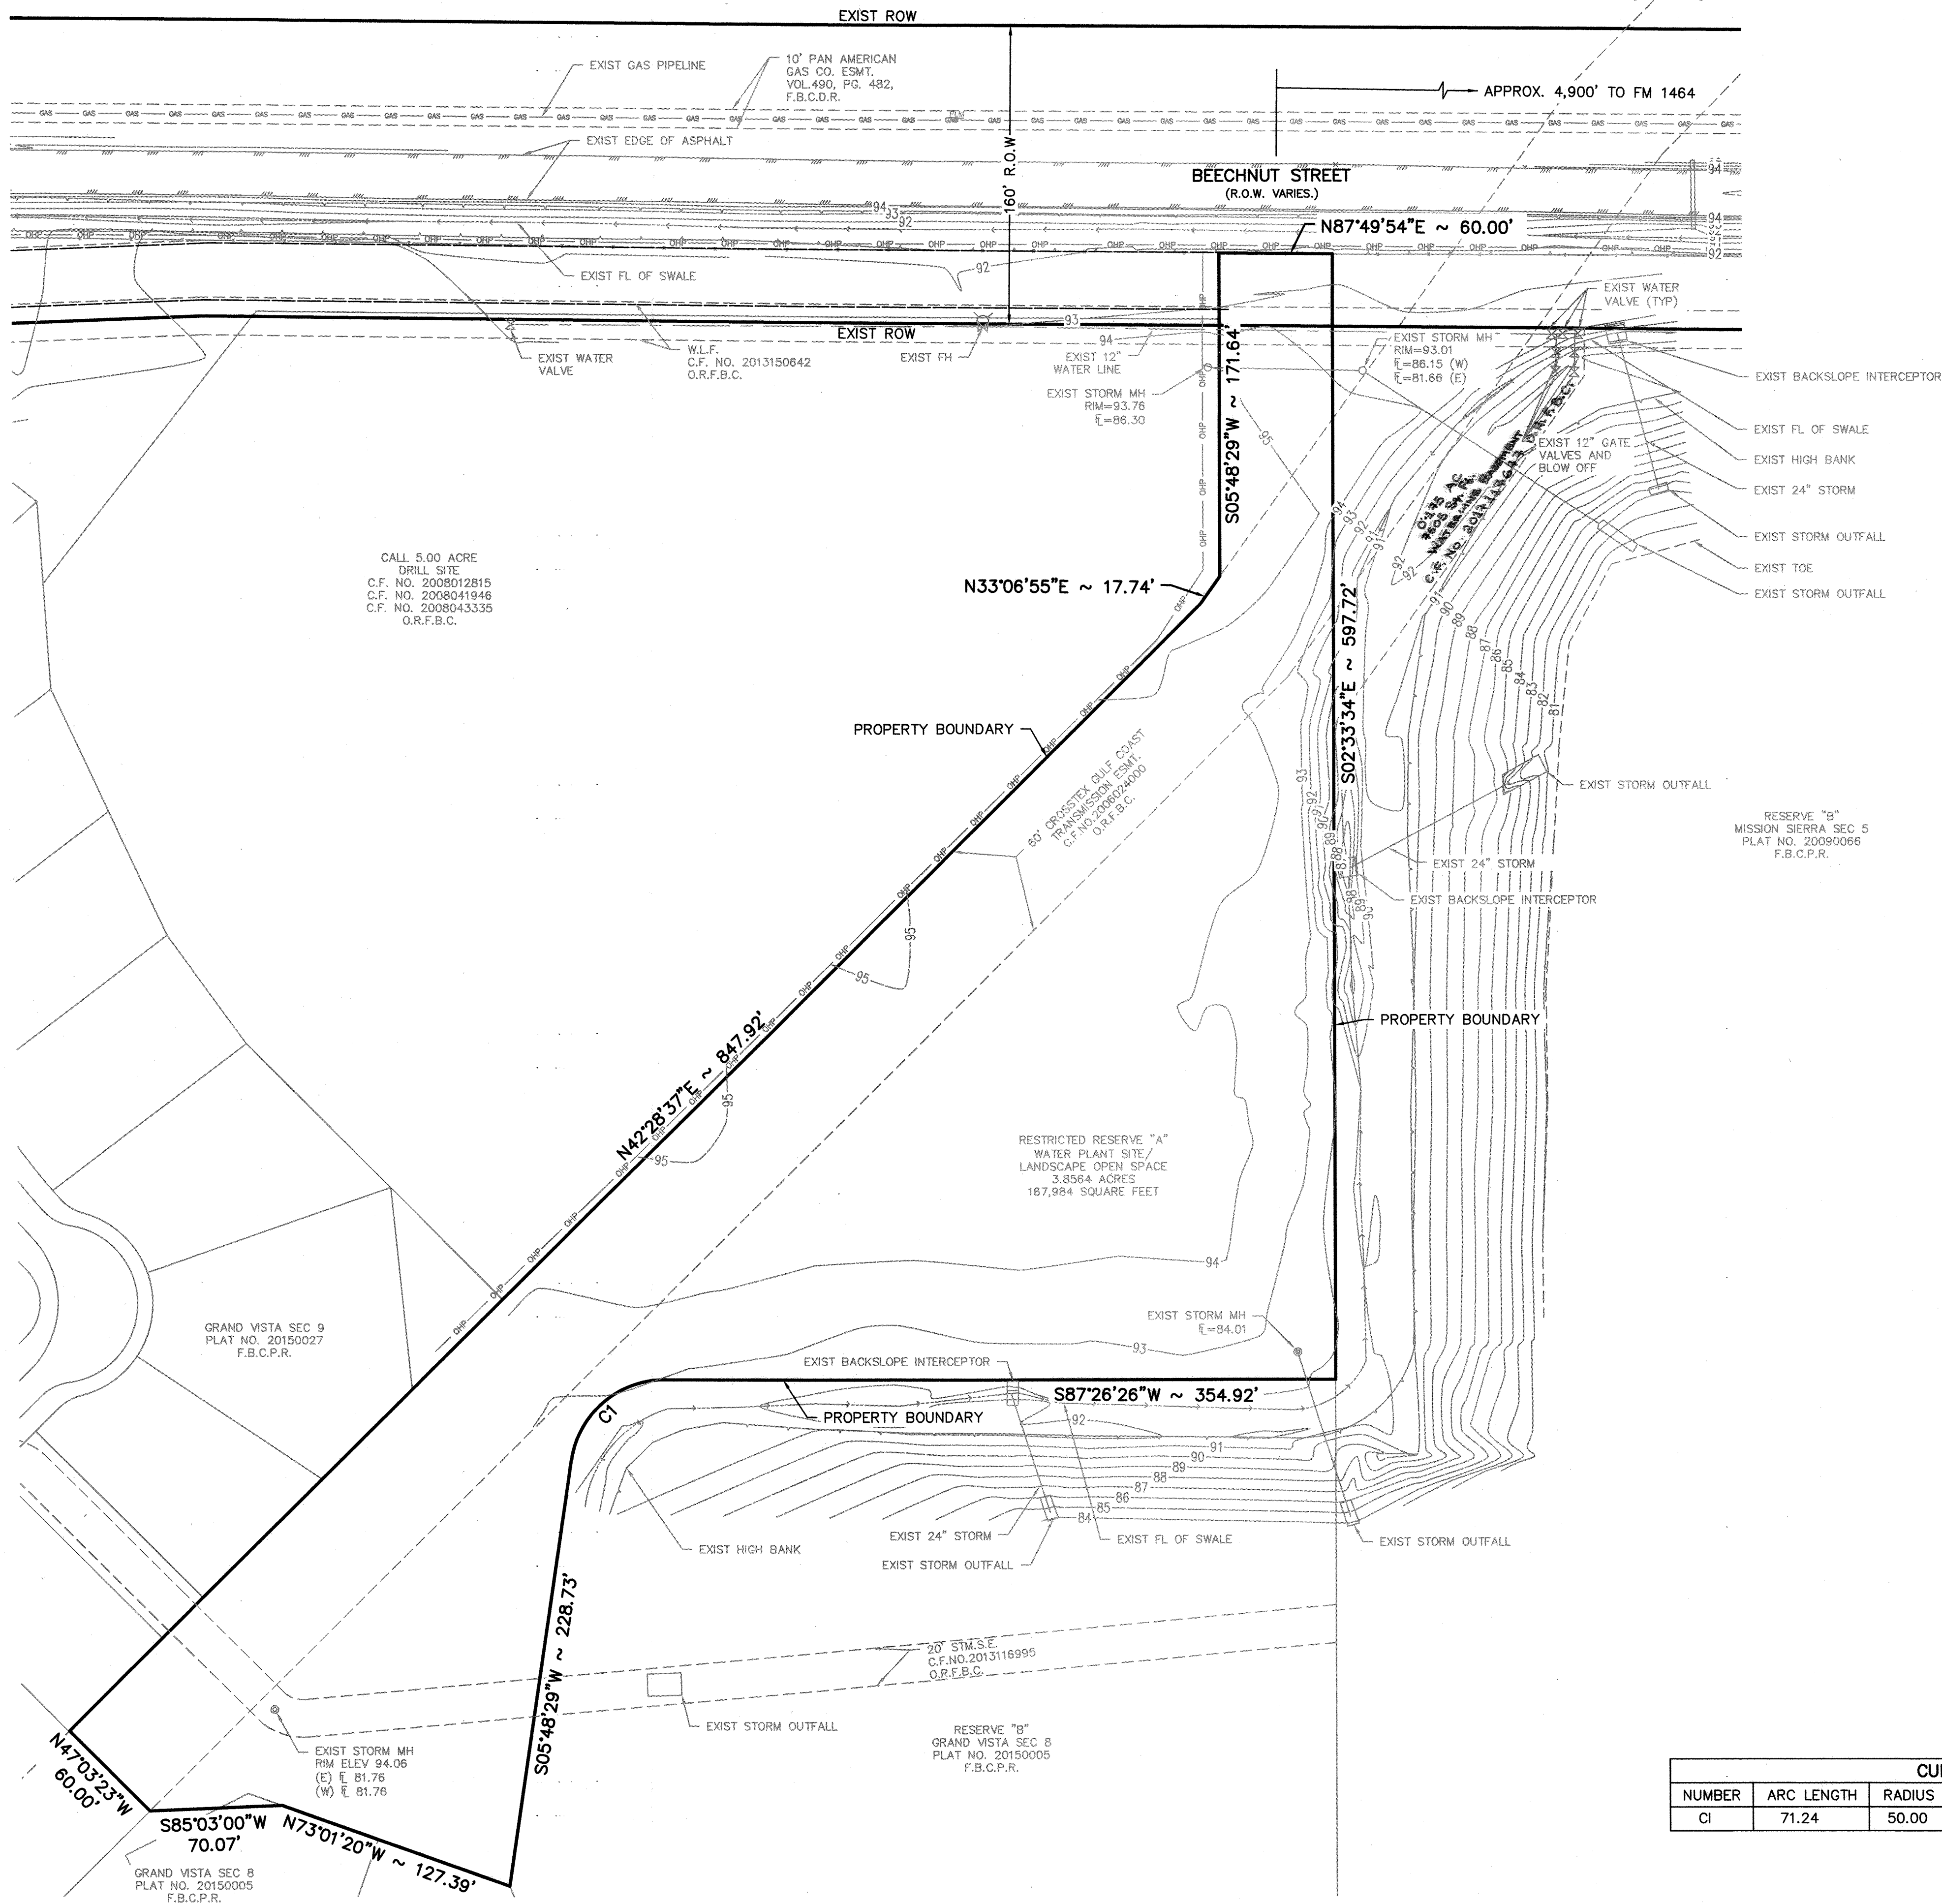 EXIST ROW
EXIST GAS PIPELINE
10' PAN AMERICAN
GAS CO. ESMT.
VOL.490, PG. 482,
F.B.C.D.R.
APPROX. 4,900' TO FM 1464
EXIST EDGE OF ASPHALT
160' R.O.W
BEECHNUT STREET
(R.O.W. VARIES.)
N87°49'54"E ~ 60.00'
EXIST FL OF SWALE
EXIST WATER
VALVE (TYP)
EXIST ROW
EXIST WATER
VALVE
W.L.F.
C.F. NO. 2013150642
O.R.F.B.C.
EXIST FH
EXIST 12"
WATER LINE
EXIST STORM MH
RIM=93.76
FL=86.30
EXIST STORM MH
RIM=93.01
FL=86.15 (W)
FL=81.66 (E)
S05°48'29"W ~ 171.64'
EXIST BACKSLOPE INTERCEPTOR
EXIST FL OF SWALE
EXIST HIGH BANK
EXIST 24" STORM
EXIST STORM OUTFALL
EXIST TOE
EXIST STORM OUTFALL
EXIST 12" GATE
VALVES AND
BLOW OFF
CALL 5.00 ACRE
DRILL SITE
C.F. NO. 2008012815
C.F. NO. 2008041946
C.F. NO. 2008043335
O.R.F.B.C.
N33°06'55"E ~ 17.74'
S02°33'34"E ~ 597.72'
PROPERTY BOUNDARY
60' CROSSTEX GULF COAST
TRANSMISSION ESMT.
C.F.NO.2006024000
O.R.F.B.C.
EXIST STORM OUTFALL
RESERVE "B"
MISSION SIERRA SEC 5
PLAT NO. 20090066
F.B.C.P.R.
EXIST 24" STORM
EXIST BACKSLOPE INTERCEPTOR
PROPERTY BOUNDARY
N42°28'37"E ~ 847.92'
RESTRICTED RESERVE "A"
WATER PLANT SITE/
LANDSCAPE OPEN SPACE
3.8564 ACRES
167,984 SQUARE FEET
GRAND VISTA SEC 9
PLAT NO. 20150027
F.B.C.P.R.
EXIST STORM MH
FL=84.01
EXIST BACKSLOPE INTERCEPTOR
S87°26'26"W ~ 354.92'
C1
PROPERTY BOUNDARY
EXIST HIGH BANK
EXIST 24" STORM
EXIST STORM OUTFALL
EXIST FL OF SWALE
EXIST STORM OUTFALL
S05°48'29"W ~ 228.73'
20' STM.S.E.
C.F.NO.2013116995
O.R.F.B.C.
EXIST STORM OUTFALL
RESERVE "B"
GRAND VISTA SEC 8
PLAT NO. 20150005
F.B.C.P.R.
EXIST STORM MH
RIM ELEV 94.06
(E) FL 81.76
(W) FL 81.76
N47°03'23"W
60.00'
S85°03'00"W
70.07'
N73°01'20"W ~ 127.39'
GRAND VISTA SEC 8
PLAT NO. 20150005
F.B.C.P.R.
NUMBER ARC LENGTH RADIUS
C1 71.24 50.00